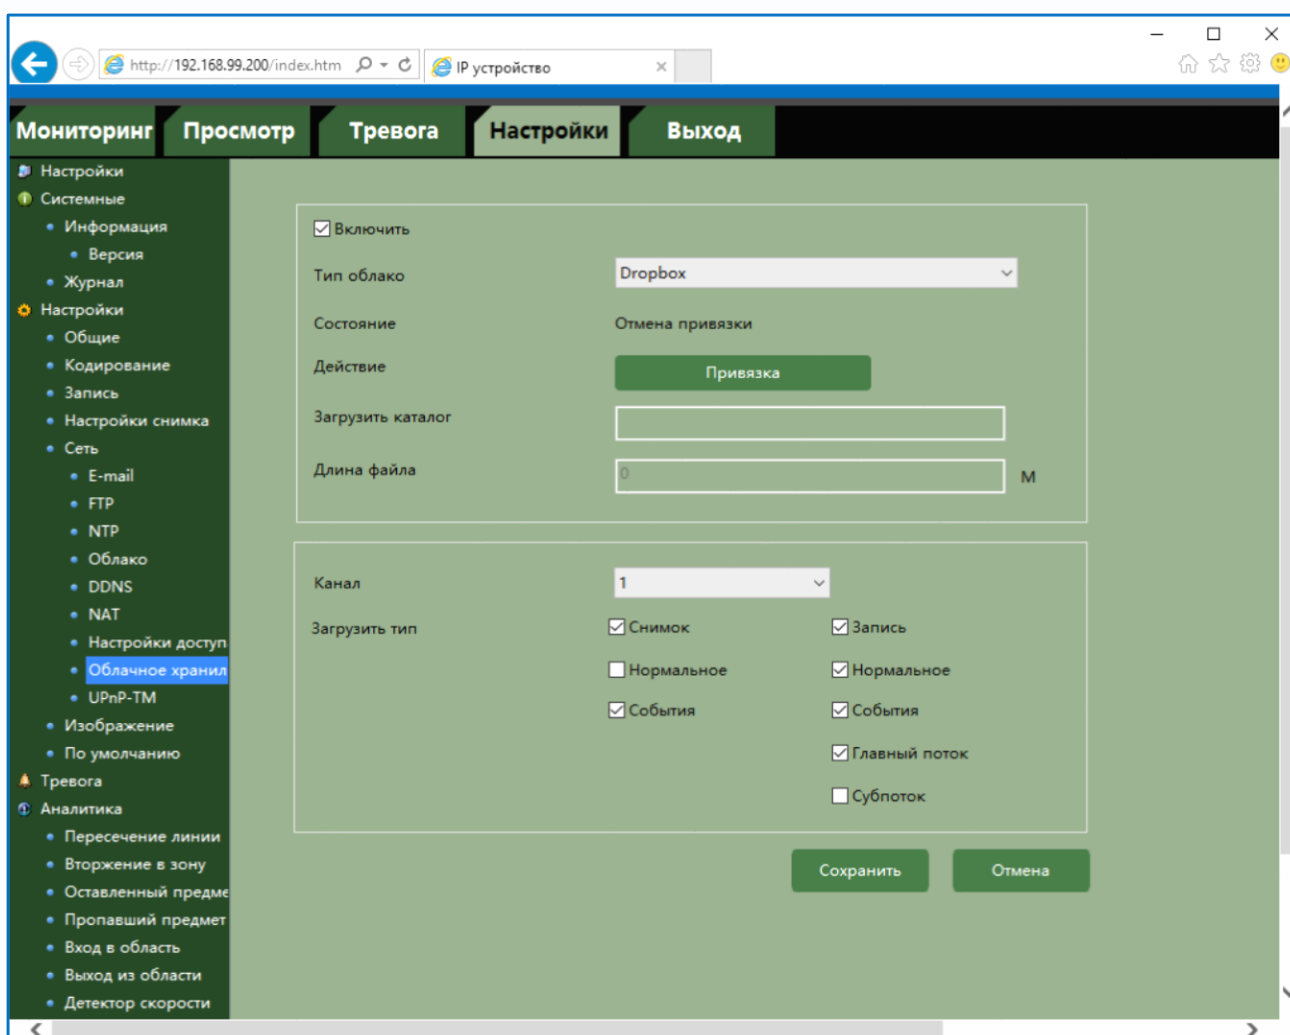 http://192.168.99.200/index.htm
IP устройство
Мониторинг Просмотр Тревога Настройки Выход
Настройки
Системные
Информация
Версия
Журнал
Настройки
Общие
Кодирование
Запись
Настройки снимка
Сеть
E-mail
FTP
NTP
Облако
DDNS
NAT
Настройки доступ
Облачное хранил
UPnP-TM
Изображение
По умолчанию
Тревога
Аналитика
Пересечение линии
Вторжение в зону
Оставленный предме
Пропавший предмет
Вход в область
Выход из области
Детектор скорости
Включить
Тип облако Dropbox
Состояние Отмена привязки
Действие Привязка
Загрузить каталог
Длина файла 0 М
Канал 1
Загрузить тип Снимок Запись
Нормальное Нормальное
События События
Главный поток
Субпоток
Сохранить Отмена